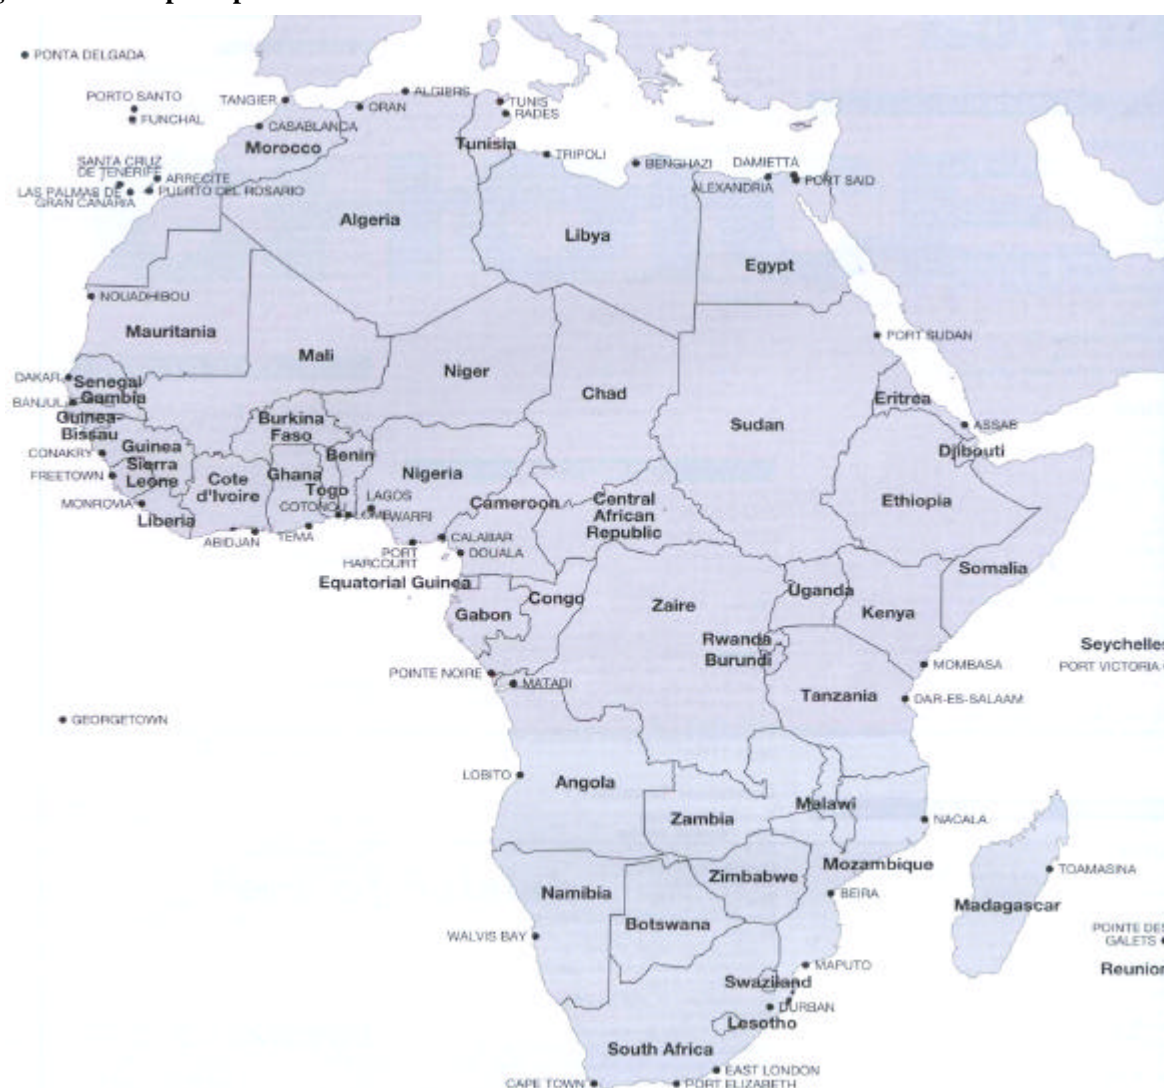 PONTA DELGADA
PORTO SANTO
FUNCHAL
TANGIER
ORAN
ALGIERS
TUNIS
RADES
CASABLANCA
Morocco
Tunisia
TRIPOLI
BENGHAZI
DAMIETTA
ALEXANDRIA
PORT SAID
SANTA CRUZ
DE TENERIFE
ARRECITE
LAS PALMAS DE
GRAN CANARIA
PUERTO DEL ROSARIO
Algeria
Libya
Egypt
NOUADHIBOU
Mauritania
Mali
Niger
Chad
Sudan
PORT SUDAN
Eritrea
ASSAB
Djibouti
DAKAR
Senegal
BANJUL
Gambia
Guinea-
Bissau
Burkina
Faso
Benin
Nigeria
CONAKRY
Guinea
FREETOWN
Sierra
Leone
Cote
d'Ivoire
Ghana
Togo
MONROVIA
Liberia
ABIDJAN
TEMA
COTONOU
LOME
LAGOS
WARRI
Cameroon
Central
African
Republic
Ethiopia
Somalia
PORT
HARCOURT
CALABAR
DOUALA
Equatorial Guinea
Gabon
Congo
Zaire
Uganda
Kenya
Rwanda
Burundi
Seychelles
PORT VICTORIA
MOMBASA
POINTE NOIRE
MATADI
Tanzania
DAR-ES-SALAAM
GEORGETOWN
LOBITO
Angola
Zambia
Malawi
NACALA
Mozambique
Zimbabwe
BEIRA
Namibia
Botswana
TOAMASINA
Madagascar
WALVIS BAY
POINTE DES
GALETS
Reunion
MAPUTO
Swaziland
DURBAN
Lesotho
South Africa
EAST LONDON
CAPE TOWN
PORT ELIZABETH